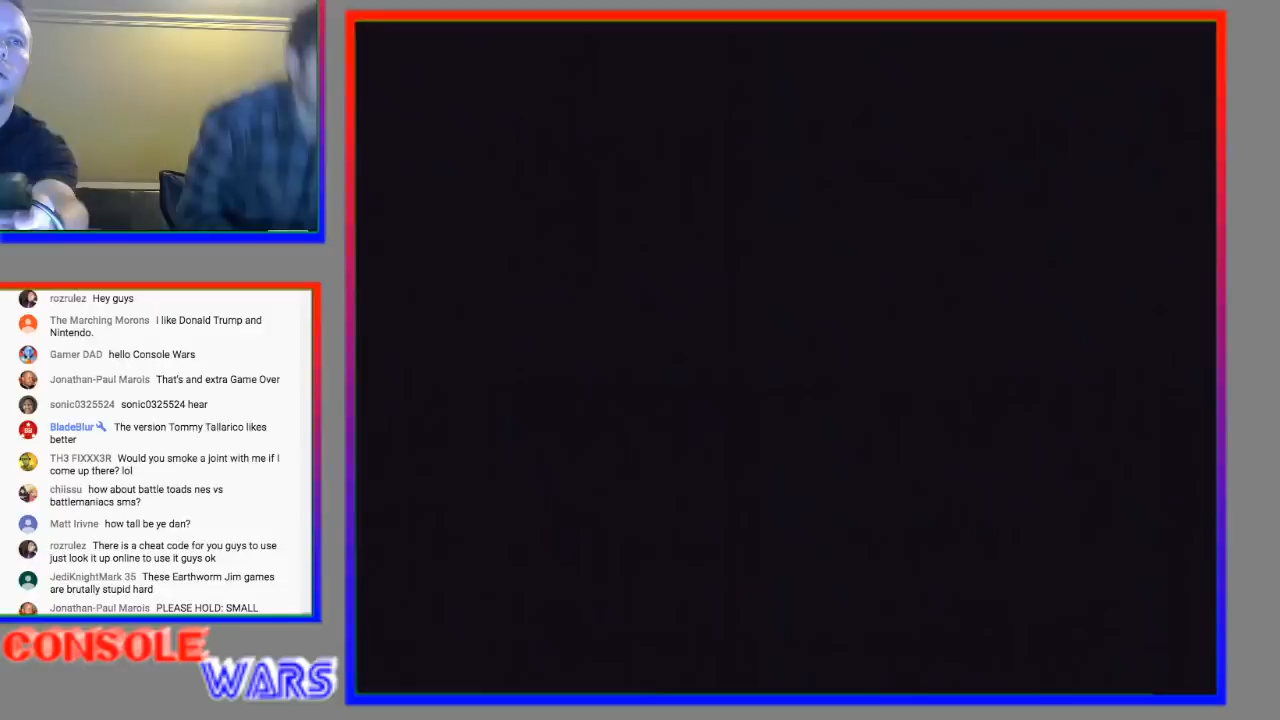 rozrulez Hey guys
The Marching Morons I like Donald Trump and
Nintendo.
Gamer DAD hello Console Wars
Jonathan-Paul Marois That's and extra Game Over
sonic0325524 sonic0325524 hear
BladeBlur The version Tommy Tallarico likes
better
TH3 FIXXX3R Would you smoke a joint with me if I
come up there? lol
chiissu how about battle toads nes vs
battlemaniacs sms?
Matt Irivne how tall be ye dan?
rozrulez There is a cheat code for you guys to use
just look it up online to use it guys ok
JediKnightMark 35 These Earthworm Jim games
are brutally stupid hard
Jonathan-Paul Marois PLEASE HOLD: SMALL
CONSOLE
WARS